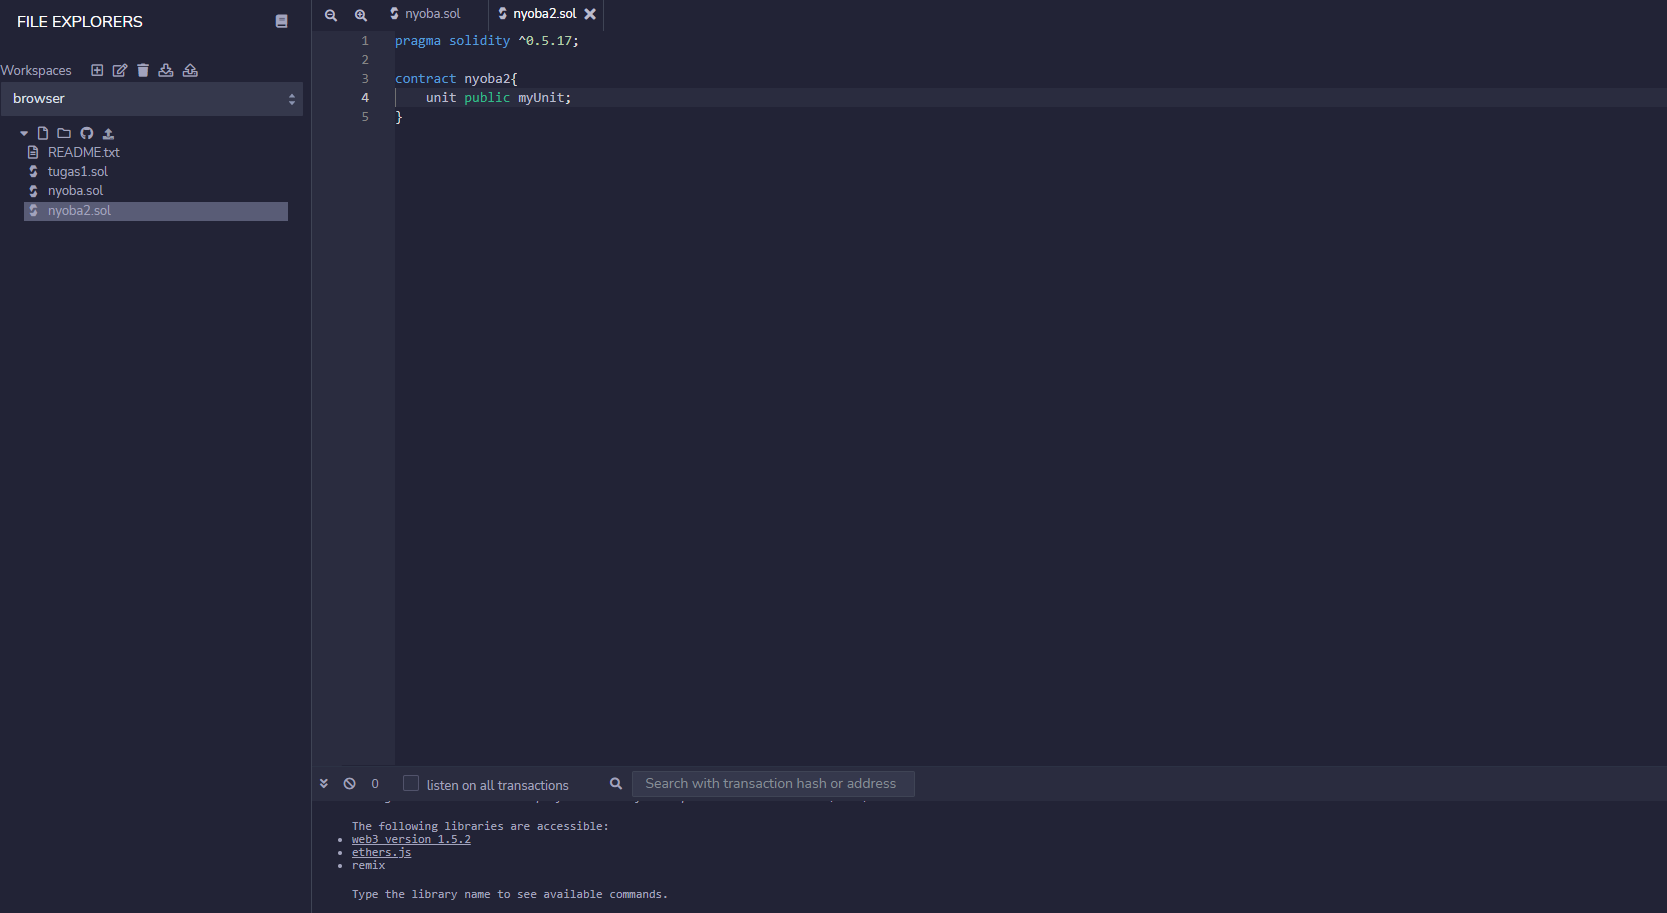 FILE EXPLORERS
Workspaces
browser
README.txt
tugas1.sol
nyoba.sol
nyoba2.sol
nyoba.sol
nyoba2.sol
1 pragma solidity ^0.5.17;
2
3 contract nyoba2{
4 unit public myUnit;
5 }
0
listen on all transactions
Search with transaction hash or address
The following libraries are accessible:
• web3 version 1.5.2
• ethers.js
• remix
Type the library name to see available commands.